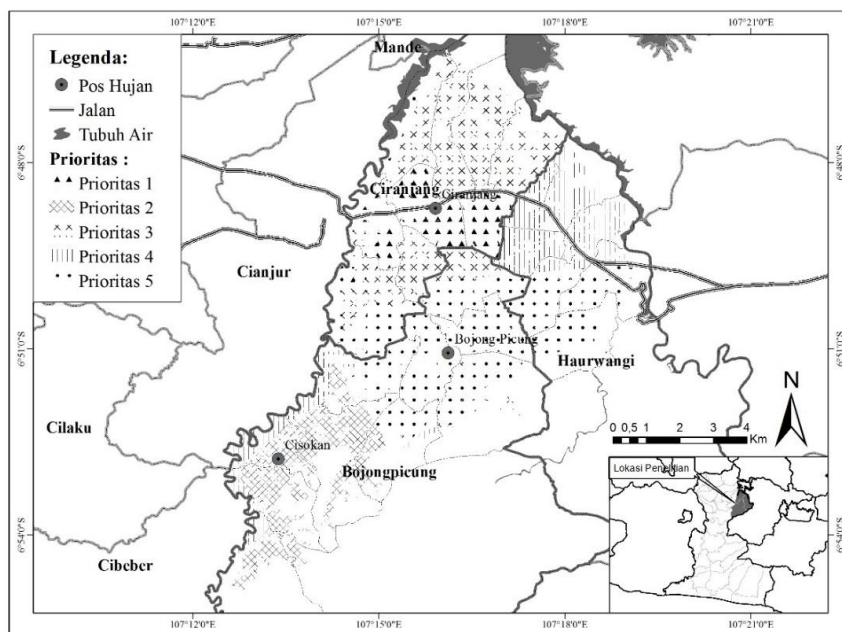 107°12'0"E
107°15'0"E
107°18'0"E
107°21'0"E
Legenda:
Pos Hujan
Jalan
Tubuh Air
Prioritas :
Prioritas 1
Prioritas 2
Prioritas 3
Prioritas 4
Prioritas 5
Mande
6°48'0"S
6°48'0"S
Ciranjang
Ciranjang
Cianjur
6°51'0"S
6°51'0"S
Bojong Picung
Haurwangi
N
Cilaku
0 0,5 1 2 3 4
Km
Cisokan
Bojongpicung
Lokasi Penelitian
6°54'0"S
6°54'0"S
Cibeber
107°12'0"E
107°15'0"E
107°18'0"E
107°21'0"E